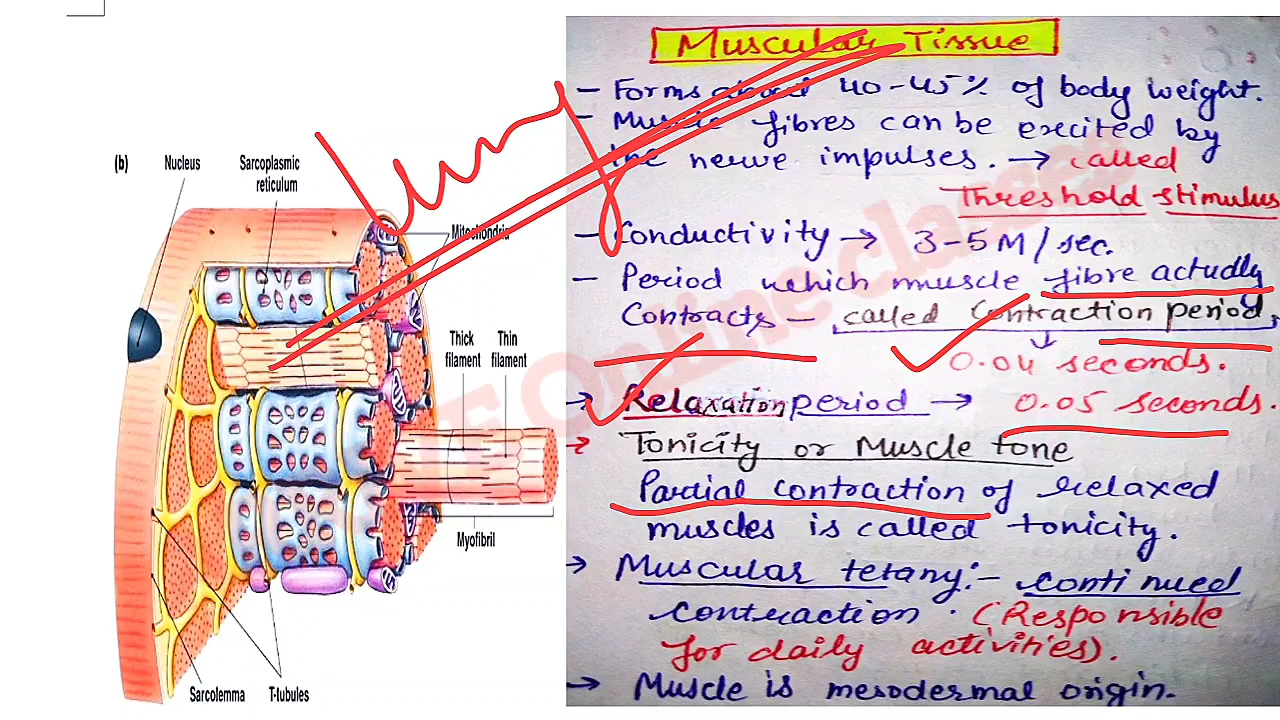 (b)
Nucleus
Sarcoplasmic
reticulum
Mitochondria
Thick
filament
Thin
filament
Myofibril
Sarcolemma
T-tubules
Muscular Tissue
- Forms about 40-45% of body weight.
- Muscle fibres can be excited by
the nerve impulses. → called
Threshold stimulus
- Conductivity → 3-5M/sec.
- Period which muscle fibre actually
Contracts - called Contraction period,
0.04 seconds.
→ Relaxation period → 0.05 seconds.
→ Tonicity or Muscle tone
Partial contraction of relaxed
muscles is called tonicity.
→ Muscular tetany:- continued
contraction. (Responsible
for daily activities).
→ Muscle is mesodermal origin.
Online classes